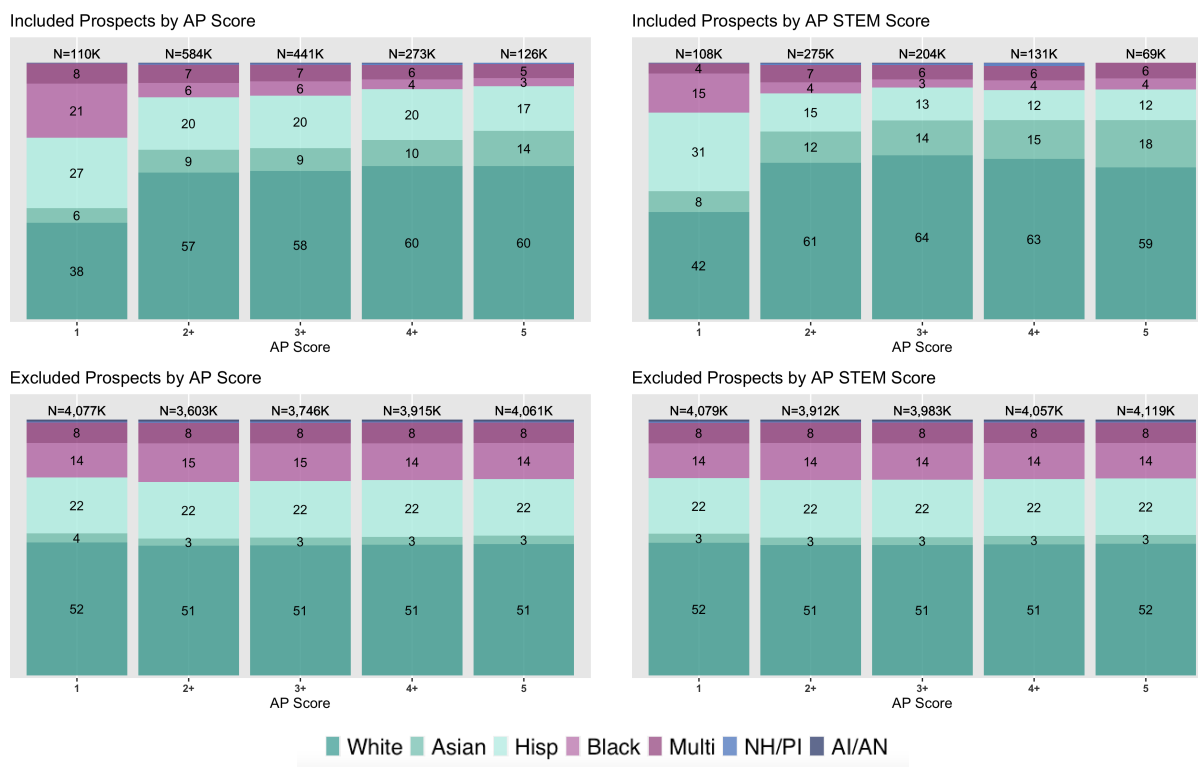 Included Prospects by AP Score
N=110K N=584K N=441K N=273K N=126K
8 7 7 6 5
21 6 6 4 3
27 20 20 20 17
6 9 9 10 14
38 57 58 60 60
1 2+ 3+ 4+ 5
AP Score
Included Prospects by AP STEM Score
N=108K N=275K N=204K N=131K N=69K
4 7 6 6 6
15 4 3 4 4
31 15 13 12 12
8 12 14 15 18
42 61 64 63 59
1 2+ 3+ 4+ 5
AP Score
Excluded Prospects by AP Score
N=4,077K N=3,603K N=3,746K N=3,915K N=4,061K
8 8 8 8 8
14 15 15 14 14
22 22 22 22 22
4 3 3 3 3
52 51 51 51 51
1 2+ 3+ 4+ 5
AP Score
Excluded Prospects by AP STEM Score
N=4,079K N=3,912K N=3,983K N=4,057K N=4,119K
8 8 8 8 8
14 14 14 14 14
22 22 22 22 22
3 3 3 3 3
52 51 51 51 52
1 2+ 3+ 4+ 5
AP Score
White Asian Hisp Black Multi NH/PI AI/AN